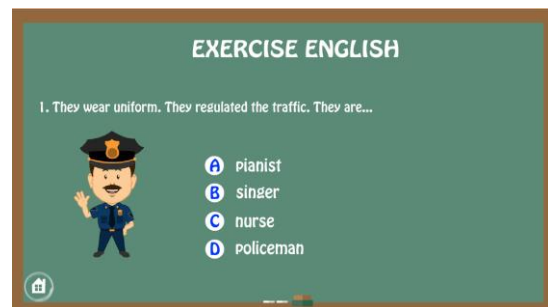 EXERCISE ENGLISH
1. They wear uniform. They regulated the traffic. They are...
A pianist
B singer
C nurse
D policeman